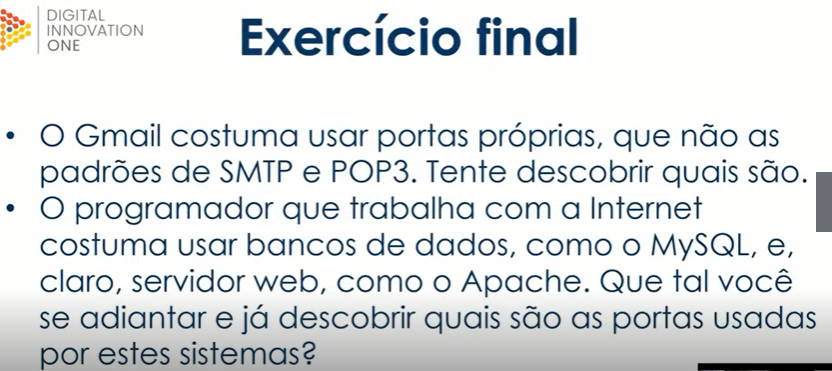 DIGITAL
INNOVATION
ONE
Exercício final
• O Gmail costuma usar portas próprias, que não as
padrões de SMTP e POP3. Tente descobrir quais são.
• O programador que trabalha com a Internet
costuma usar bancos de dados, como o MySQL, e,
claro, servidor web, como o Apache. Que tal você
se adiantar e já descobrir quais são as portas usadas
por estes sistemas?